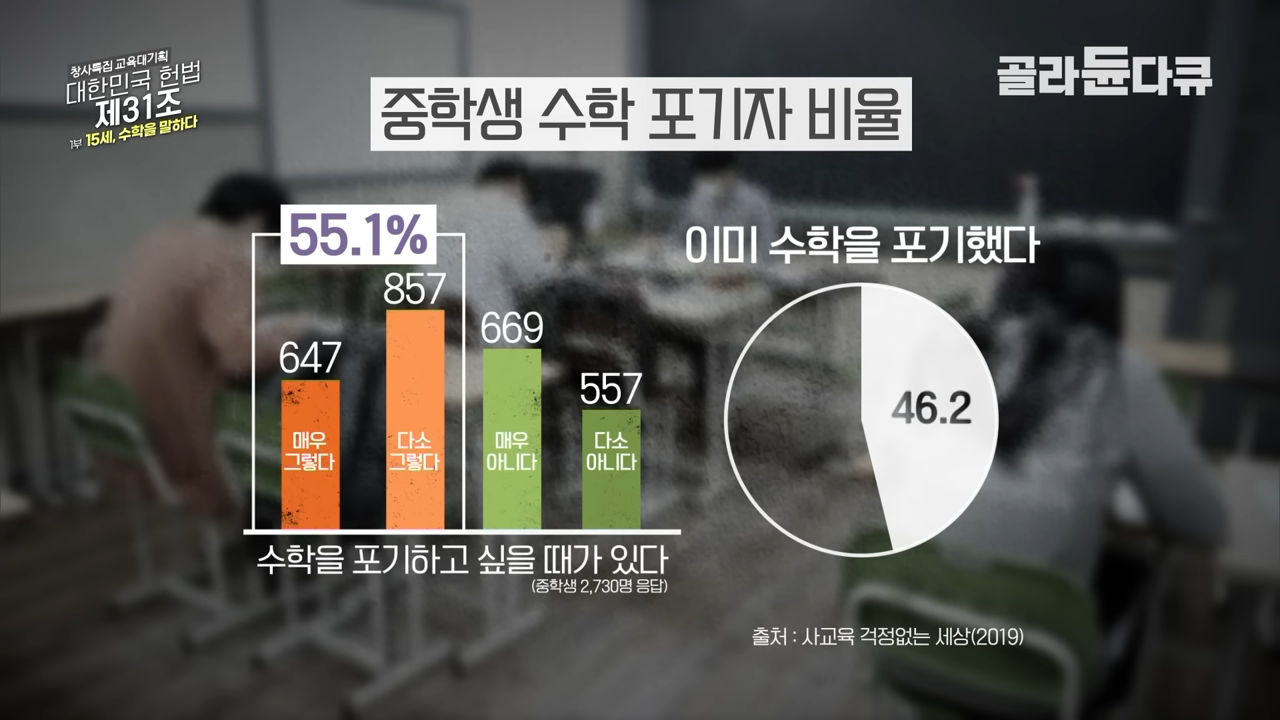 창사특집 교육대기획
대한민국 헌법
제31조
1부 15세, 수학을 말하다
골라듄다큐
중학생 수학 포기자 비율
55.1%
647
857
669
557
매우
그렇다
다소
그렇다
매우
아니다
다소
아니다
수학을 포기하고 싶을 때가 있다
(중학생 2,730명 응답)
이미 수학을 포기했다
46.2
출처 : 사교육 걱정없는 세상(2019)